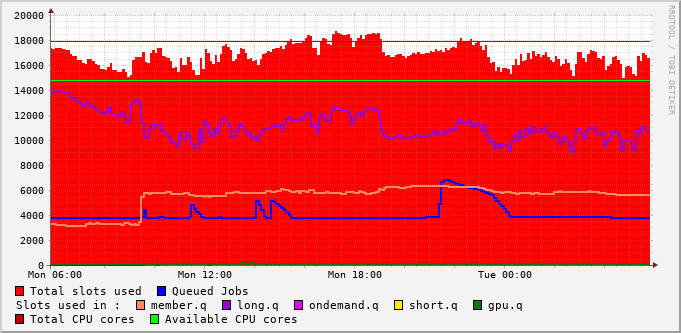 RRDTOOL / TOBI OETIKER
20000
18000
16000
14000
12000
10000
8000
6000
4000
2000
0
Mon 06:00 Mon 12:00 Mon 18:00 Tue 00:00
Total slots used Queued Jobs
Slots used in : member.q long.q ondemand.q short.q gpu.q
Total CPU cores Available CPU cores